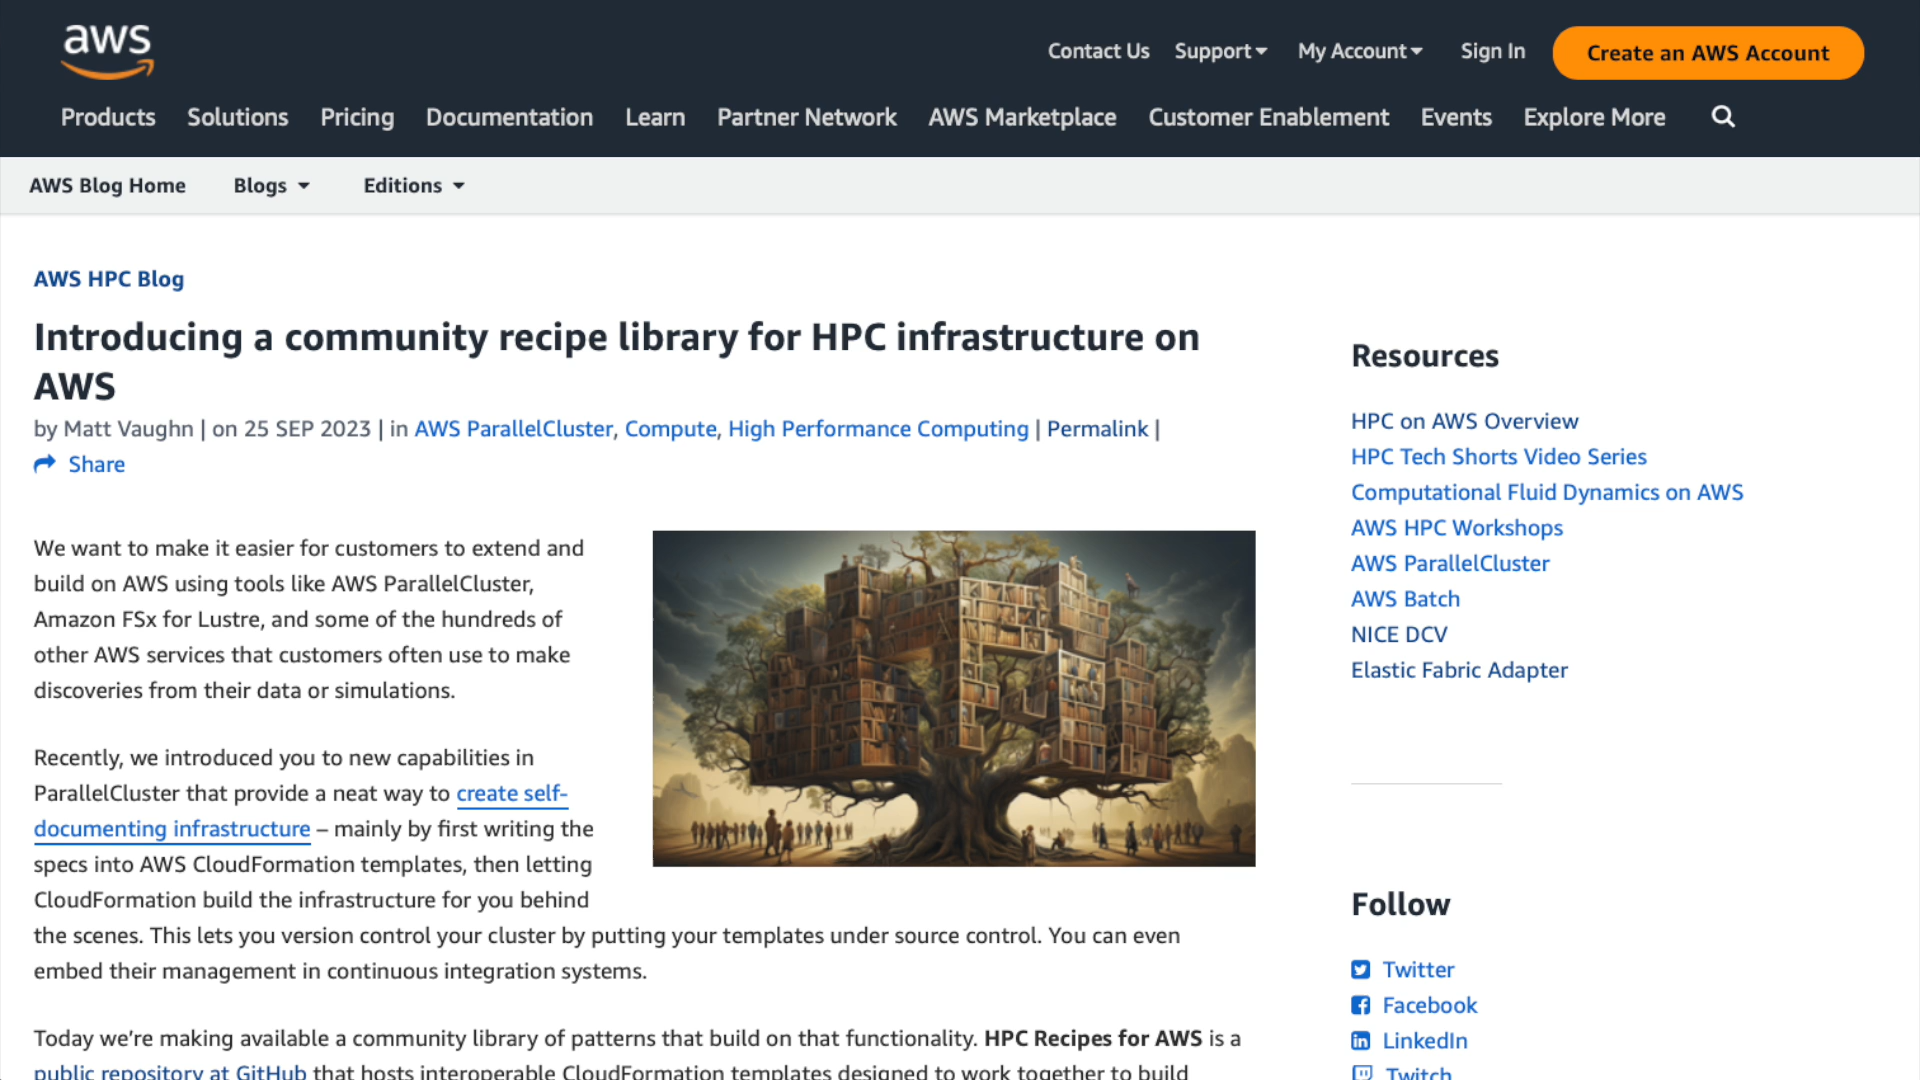 aws
Contact Us Support My Account Sign In Create an AWS Account
Products Solutions Pricing Documentation Learn Partner Network AWS Marketplace Customer Enablement Events Explore More
AWS Blog Home Blogs Editions
AWS HPC Blog
Introducing a community recipe library for HPC infrastructure on
AWS
by Matt Vaughn | on 25 SEP 2023 | in AWS ParallelCluster, Compute, High Performance Computing | Permalink |
Share
We want to make it easier for customers to extend and
build on AWS using tools like AWS ParallelCluster,
Amazon FSx for Lustre, and some of the hundreds of
other AWS services that customers often use to make
discoveries from their data or simulations.
Recently, we introduced you to new capabilities in
ParallelCluster that provide a neat way to create self-
documenting infrastructure – mainly by first writing the
specs into AWS CloudFormation templates, then letting
CloudFormation build the infrastructure for you behind
the scenes. This lets you version control your cluster by putting your templates under source control. You can even
embed their management in continuous integration systems.
Today we're making available a community library of patterns that build on that functionality. HPC Recipes for AWS is a
public repository at GitHub that hosts interoperable CloudFormation templates designed to work together to build
Resources
HPC on AWS Overview
HPC Tech Shorts Video Series
Computational Fluid Dynamics on AWS
AWS HPC Workshops
AWS ParallelCluster
AWS Batch
NICE DCV
Elastic Fabric Adapter
Follow
Twitter
Facebook
LinkedIn
Twitch